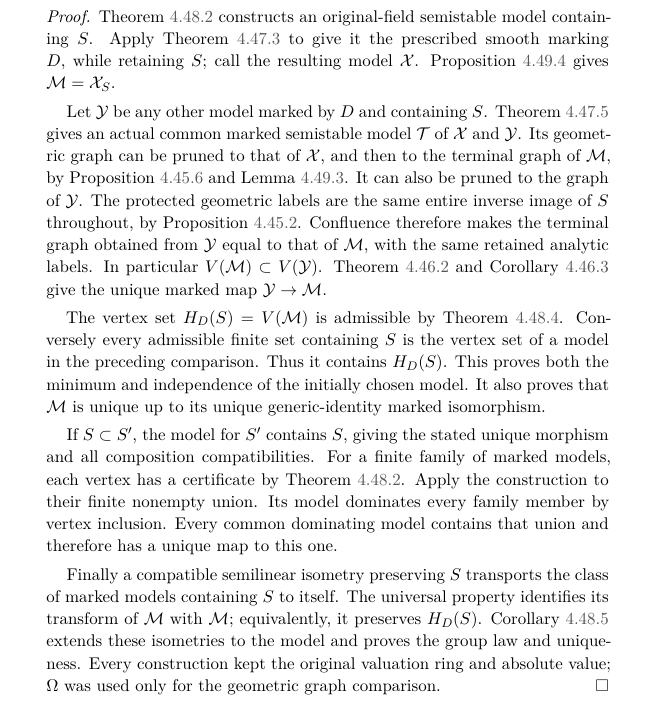 Proof. Theorem 4.48.2 constructs an original-field semistable model contain-
ing S. Apply Theorem 4.47.3 to give it the prescribed smooth marking
D, while retaining S; call the resulting model 𝒳. Proposition 4.49.4 gives
ℳ = 𝒳_S.
Let 𝒴 be any other model marked by D and containing S. Theorem 4.47.5
gives an actual common marked semistable model 𝒯 of 𝒳 and 𝒴. Its geomet-
ric graph can be pruned to that of 𝒳, and then to the terminal graph of ℳ,
by Proposition 4.45.6 and Lemma 4.49.3. It can also be pruned to the graph
of 𝒴. The protected geometric labels are the same entire inverse image of S
throughout, by Proposition 4.45.2. Confluence therefore makes the terminal
graph obtained from 𝒴 equal to that of ℳ, with the same retained analytic
labels. In particular V(ℳ) ⊂ V(𝒴). Theorem 4.46.2 and Corollary 4.46.3
give the unique marked map 𝒴 → ℳ.
The vertex set H_D(S) = V(ℳ) is admissible by Theorem 4.48.4. Con-
versely every admissible finite set containing S is the vertex set of a model
in the preceding comparison. Thus it contains H_D(S). This proves both the
minimum and independence of the initially chosen model. It also proves that
ℳ is unique up to its unique generic-identity marked isomorphism.
If S ⊂ S′, the model for S′ contains S, giving the stated unique morphism
and all composition compatibilities. For a finite family of marked models,
each vertex has a certificate by Theorem 4.48.2. Apply the construction to
their finite nonempty union. Its model dominates every family member by
vertex inclusion. Every common dominating model contains that union and
therefore has a unique map to this one.
Finally a compatible semilinear isometry preserving S transports the class
of marked models containing S to itself. The universal property identifies its
transform of ℳ with ℳ; equivalently, it preserves H_D(S). Corollary 4.48.5
extends these isometries to the model and proves the group law and unique-
ness. Every construction kept the original valuation ring and absolute value;
Ω was used only for the geometric graph comparison. □